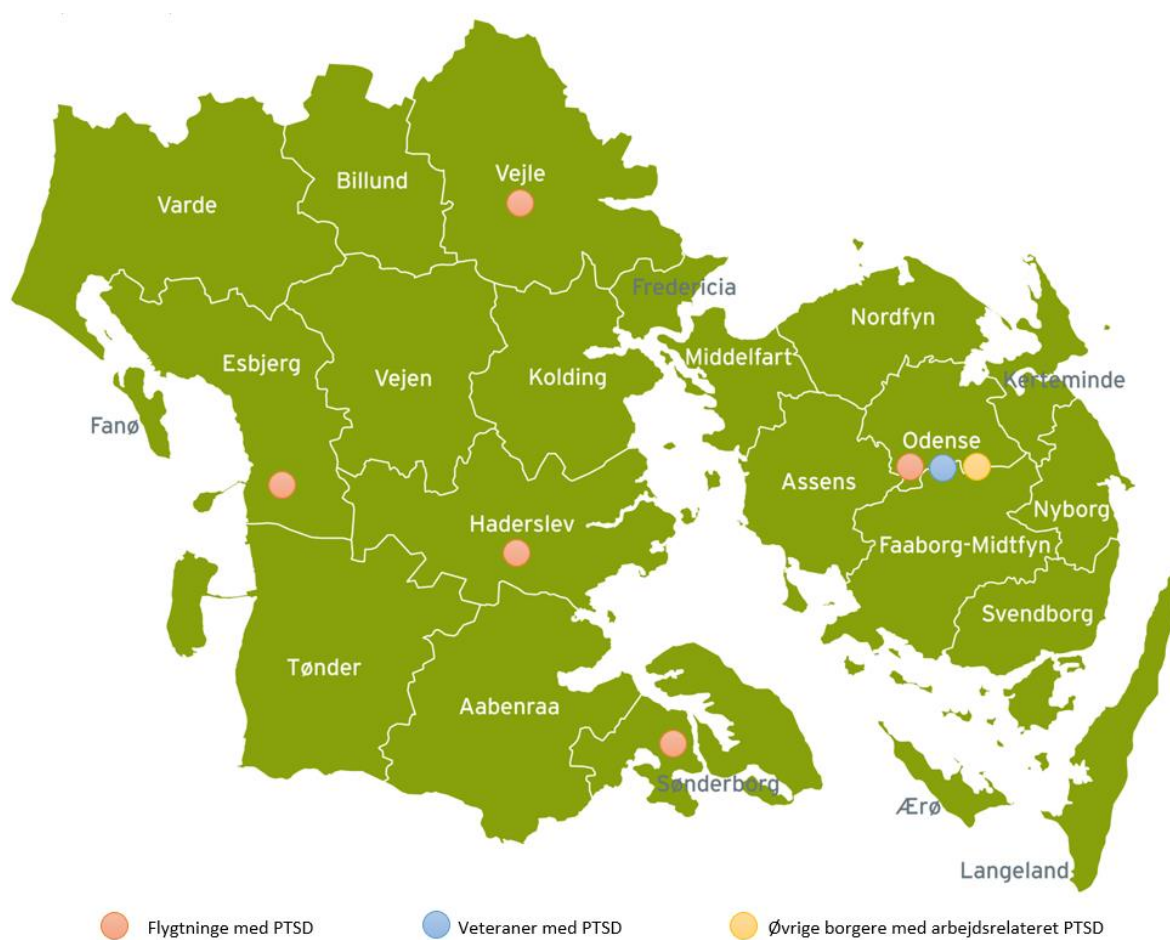 Vejle
Billund
Varde
Fredericia
Nordfyn
Middelfart
Esbjerg
Vejen
Kolding
Kerteminde
Fanø
Odense
Assens
Haderslev
Nyborg
Faaborg-Midtfyn
Svendborg
Tønder
Aabenraa
Sønderborg
Ærø
Langeland
Flygtninge med PTSD
Veteraner med PTSD
Øvrige borgere med arbejdsrelateret PTSD